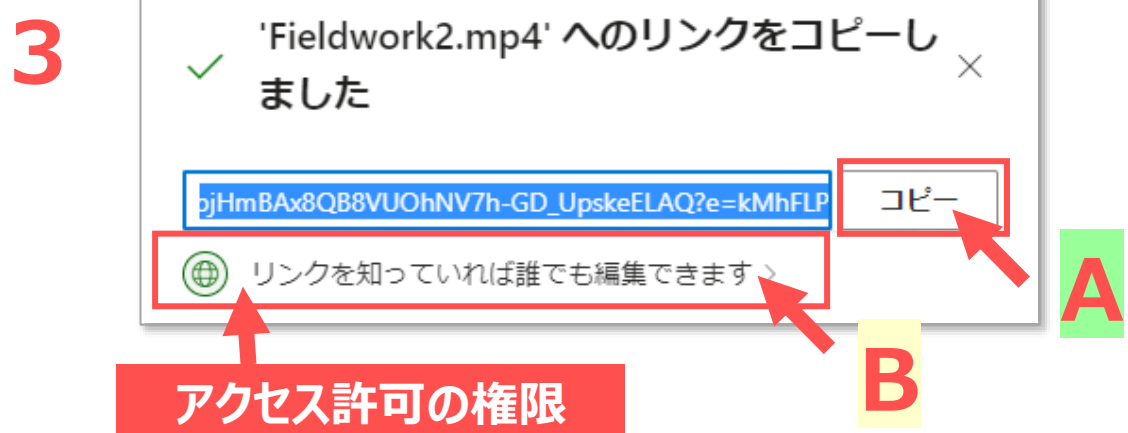 3
'Fieldwork2.mp4' へのリンクをコピーし
ました
ojHmBAx8QB8VUOhNV7h-GD_UpskeELAQ?e=kMhFLP
コピー
リンクを知っていれば誰でも編集できます
A
B
アクセス許可の権限